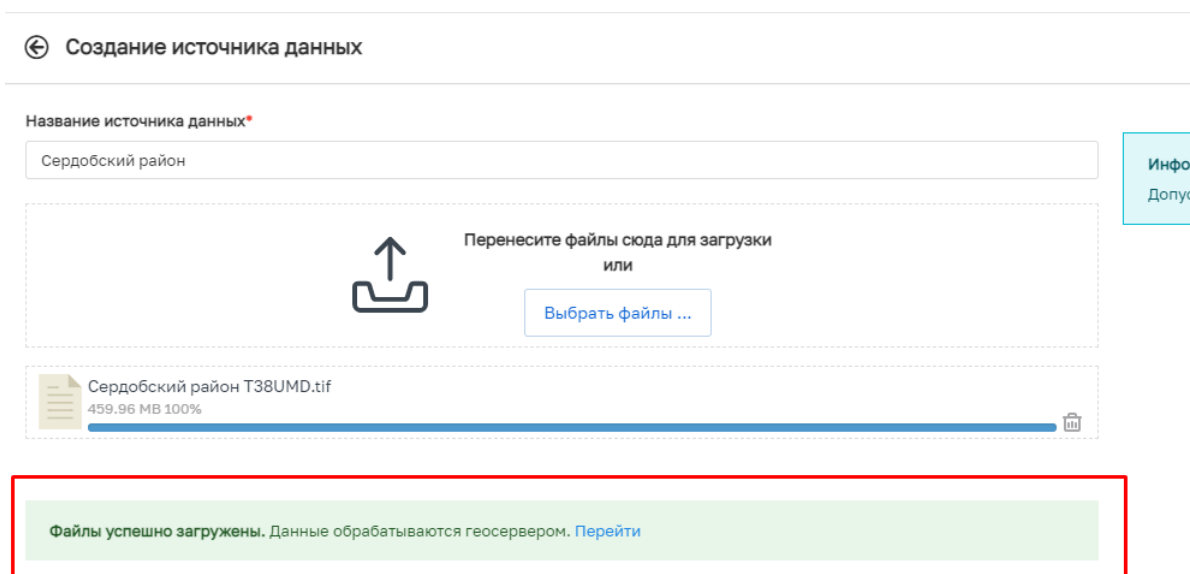 Создание источника данных
Название источника данных*
Сердобский район
Перенесите файлы сюда для загрузки
или
Выбрать файлы ...
Сердобский район T38UMD.tif
459.96 MB 100%
Файлы успешно загружены. Данные обрабатываются геосервером. Перейти